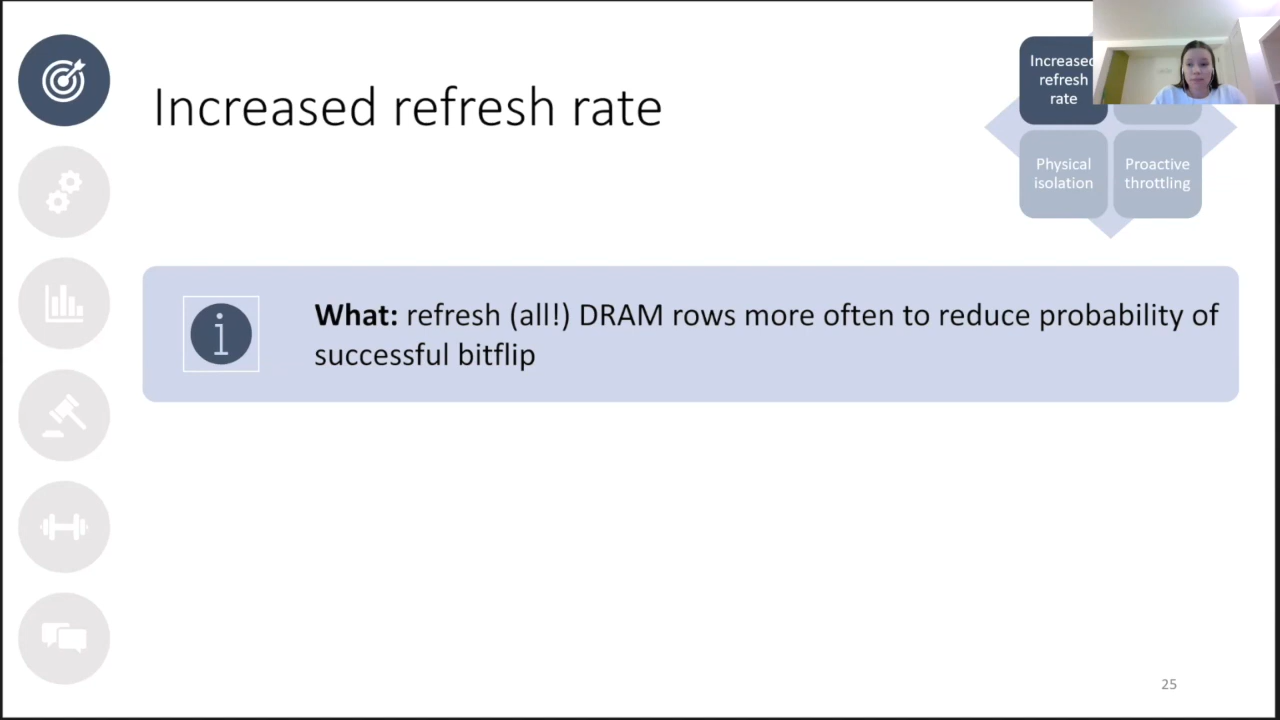 Increased refresh rate
Increased
refresh
rate
Physical
isolation
Proactive
throttling
What: refresh (all!) DRAM rows more often to reduce probability of
successful bitflip
25